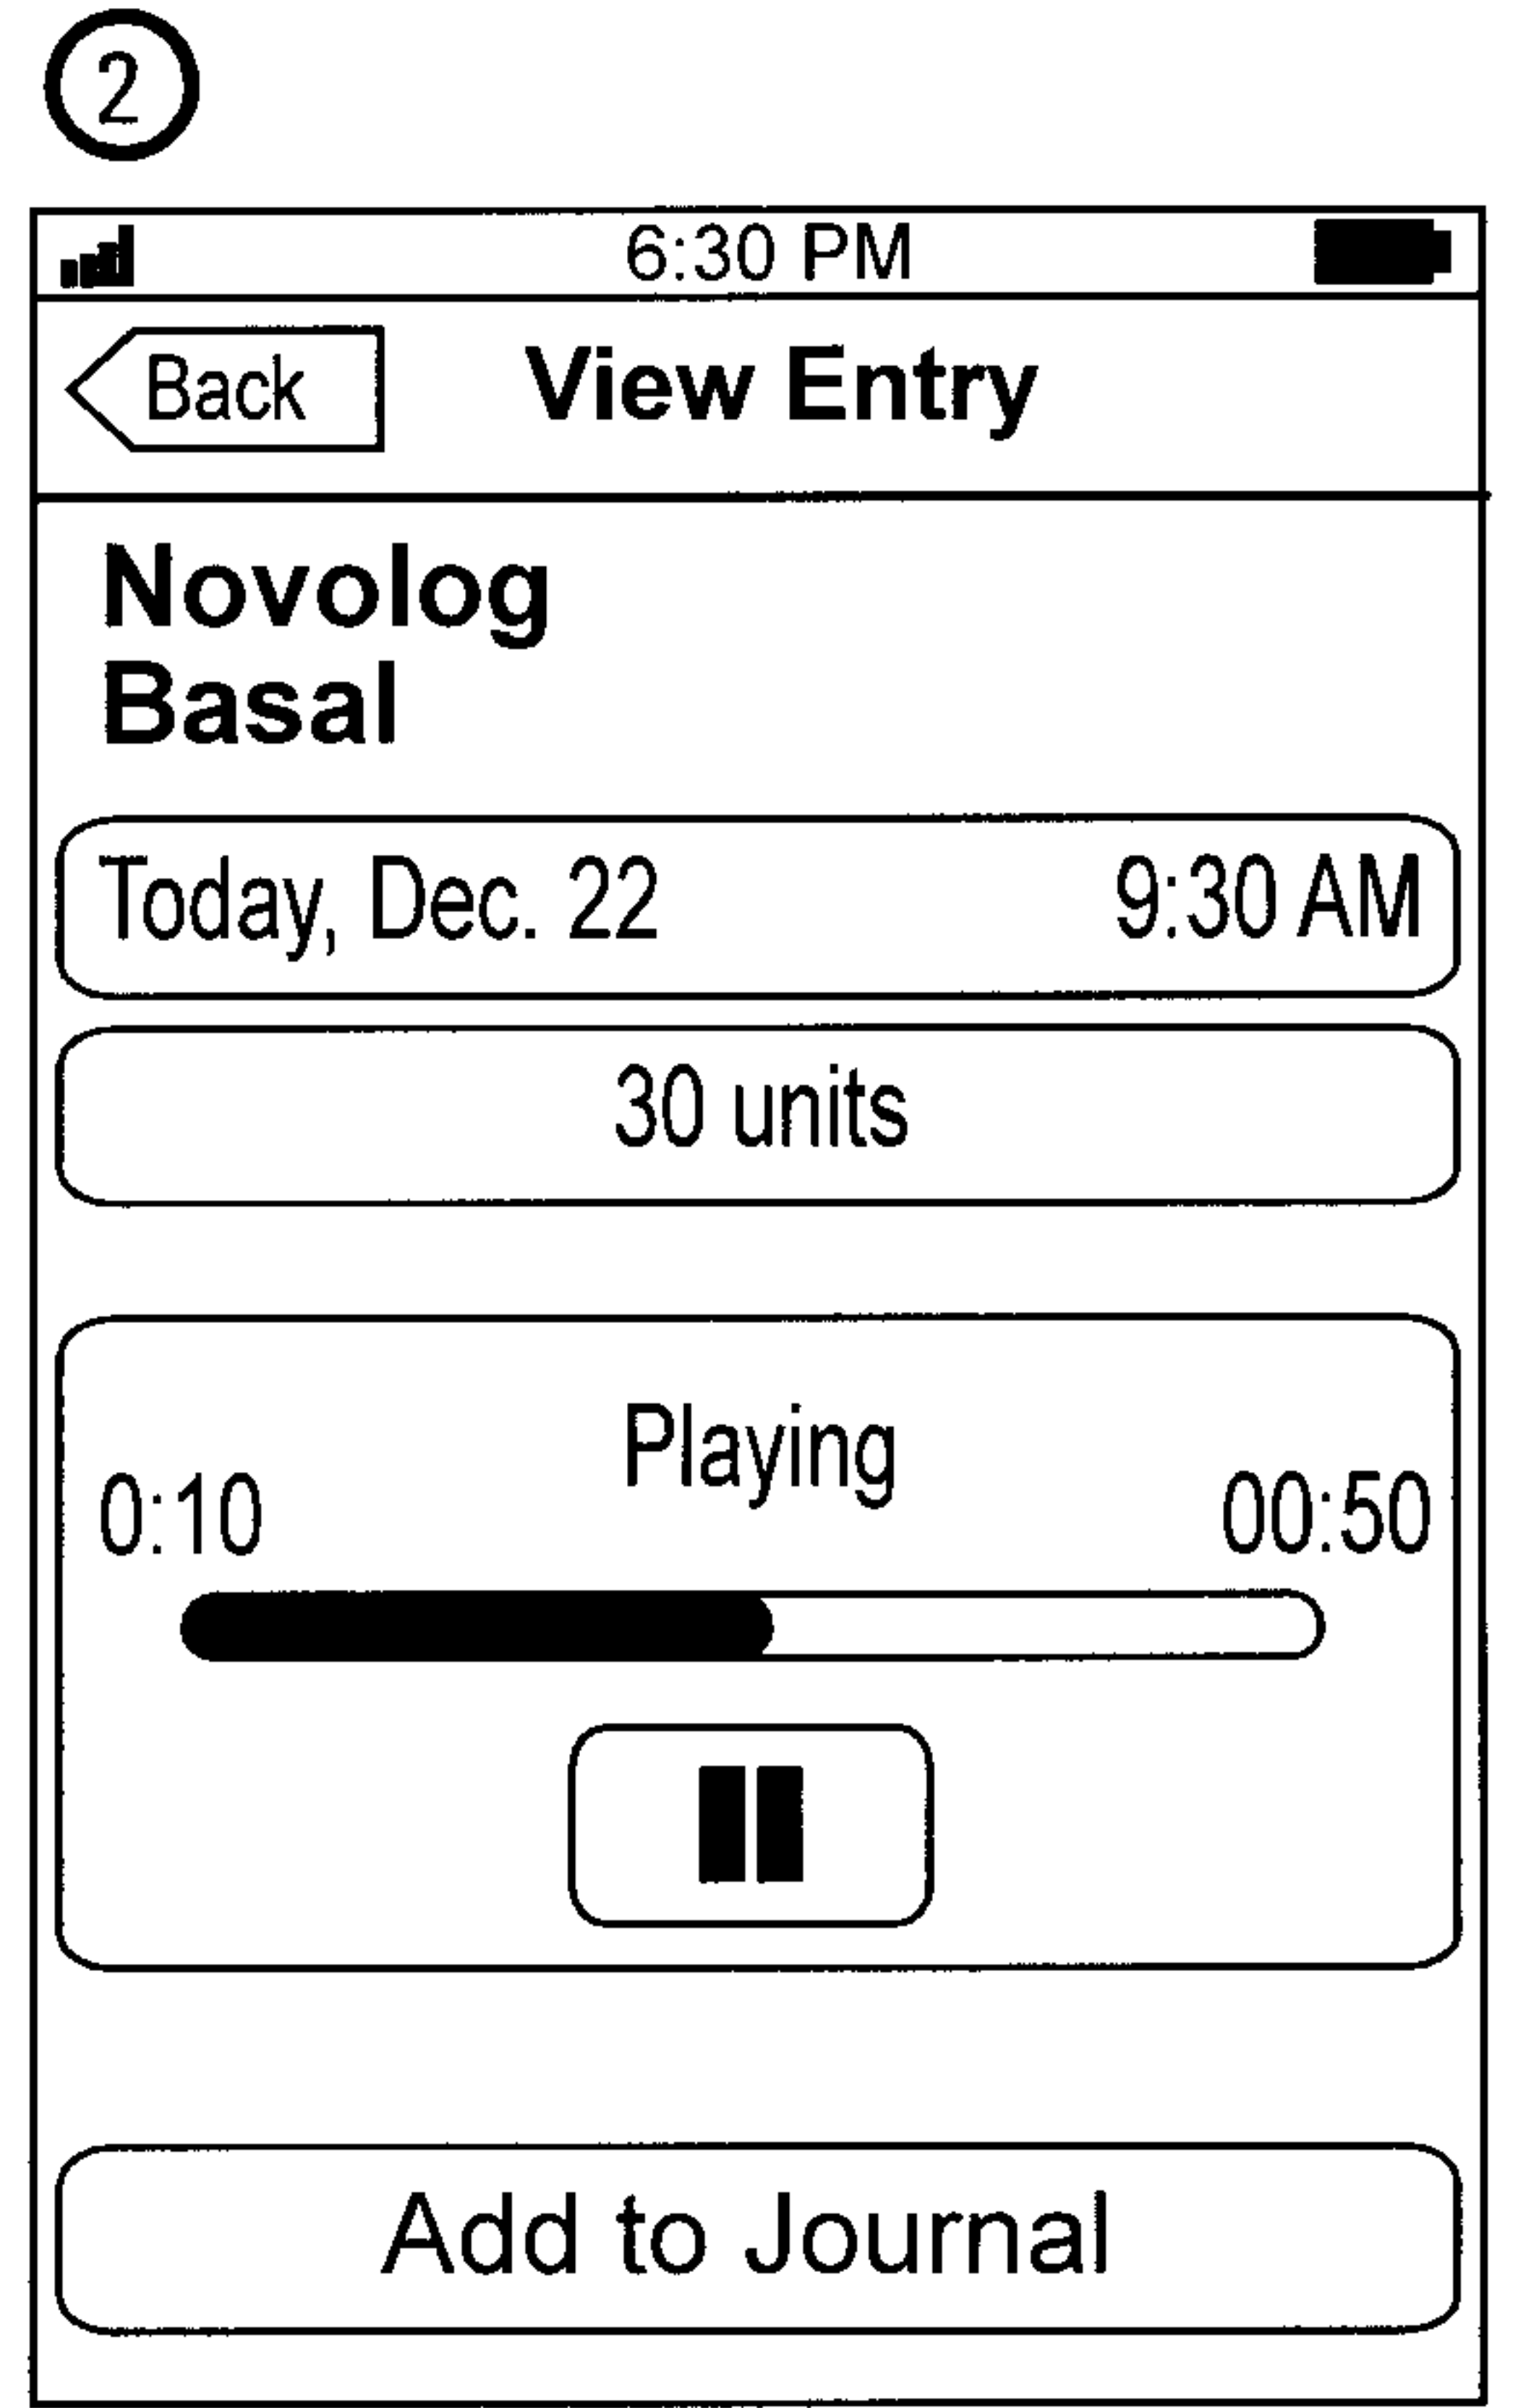 2
6:30 PM
Back View Entry
Novolog
Basal
Today, Dec. 22 9:30 AM
30 units
Playing
0:10 00:50
Add to Journal